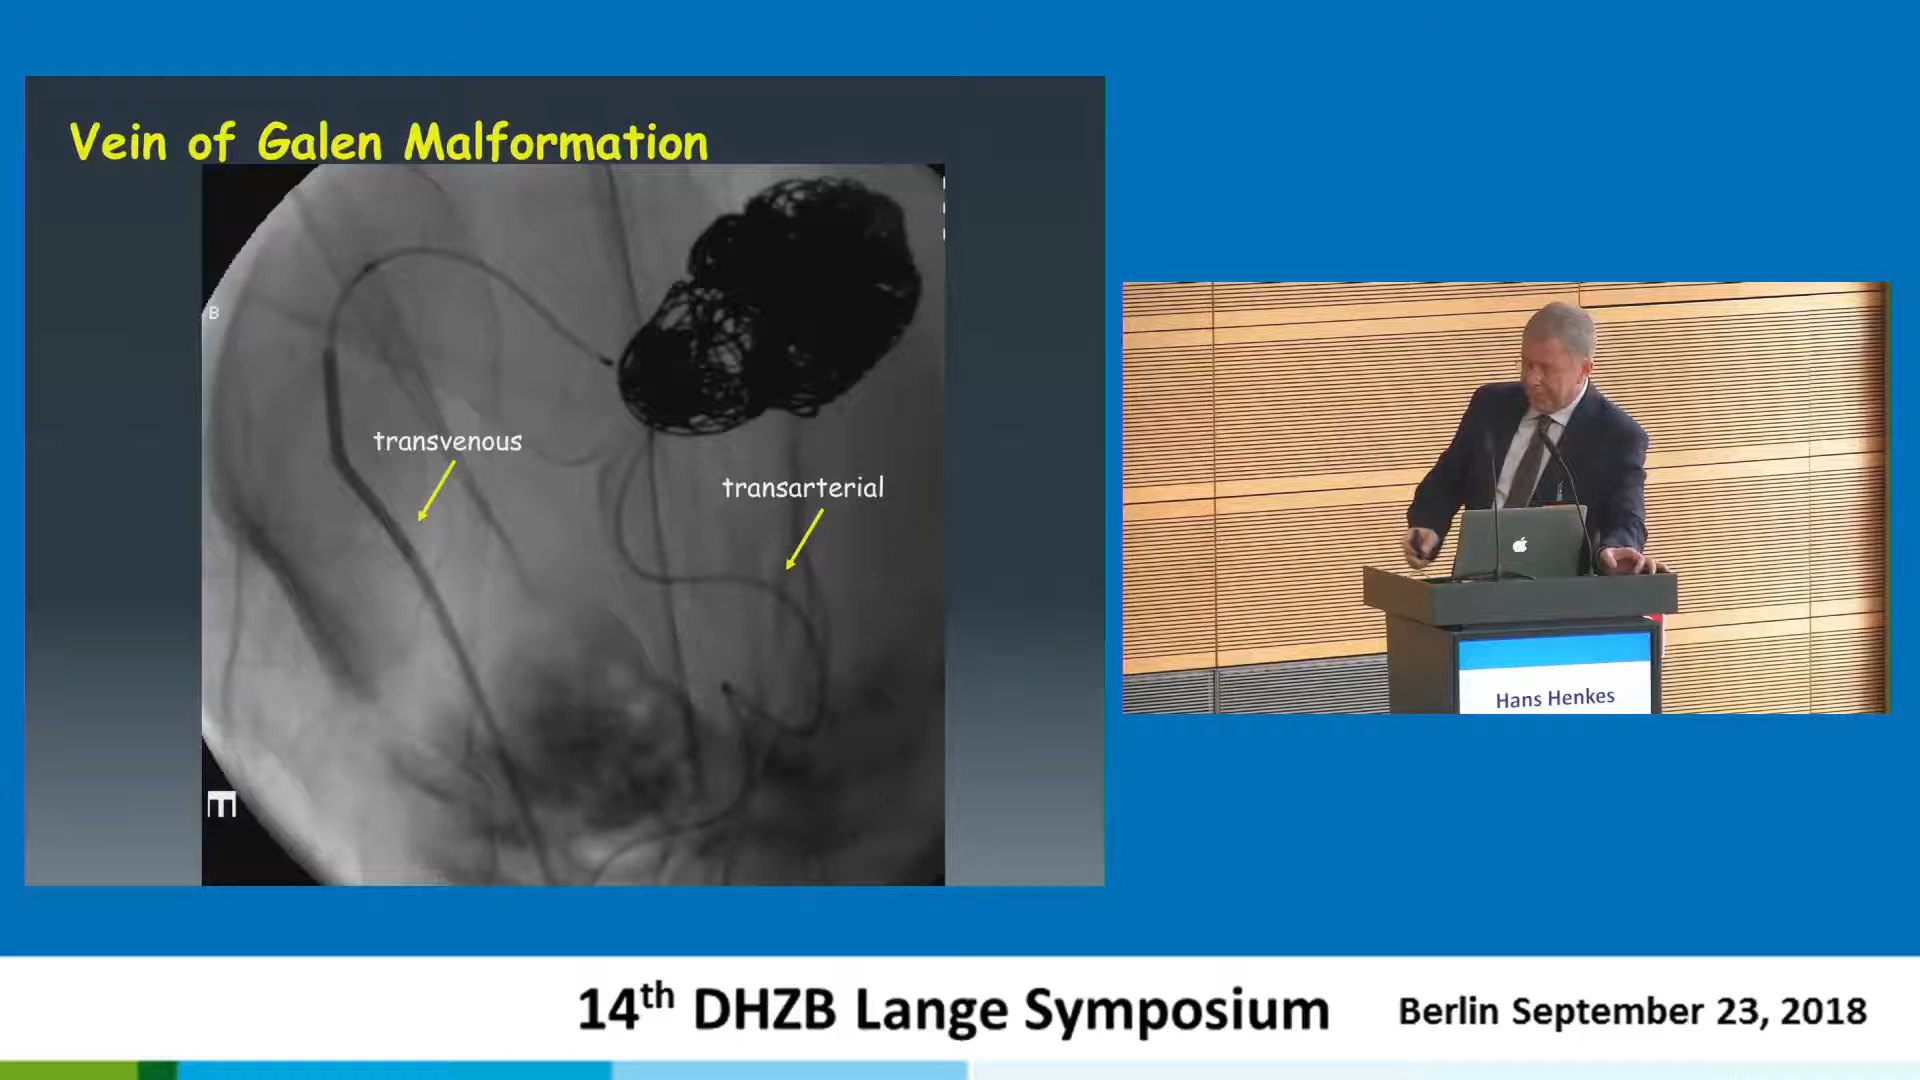 Vein of Galen Malformation
B
transvenous
transarterial
Hans Henkes
14th DHZB Lange Symposium
Berlin September 23, 2018